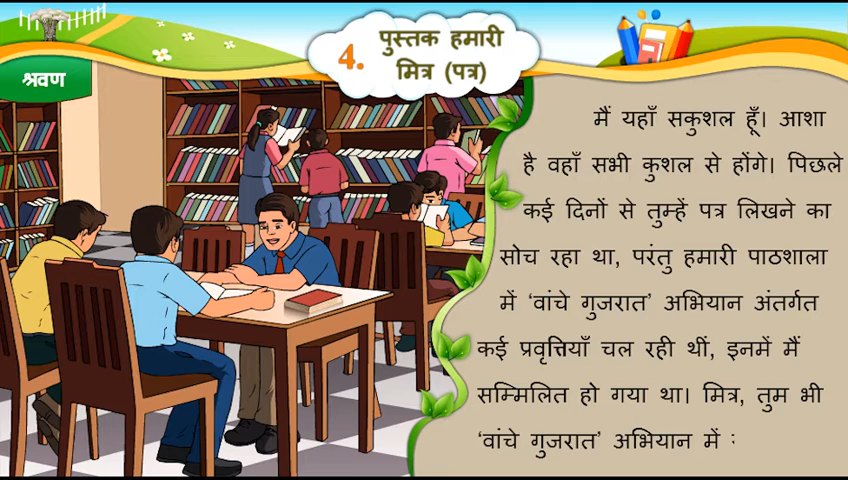 4. पुस्तक हमारी
मित्र (पत्र)
श्रवण
मैं यहाँ सकुशल हूँ। आशा
है वहाँ सभी कुशल से होंगे। पिछले
कई दिनों से तुम्हें पत्र लिखने का
सोच रहा था, परंतु हमारी पाठशाला
में ‘वांचे गुजरात’ अभियान अंतर्गत
कई प्रवृत्तियाँ चल रही थीं, इनमें मैं
सम्मिलित हो गया था। मित्र, तुम भी
‘वांचे गुजरात’ अभियान में